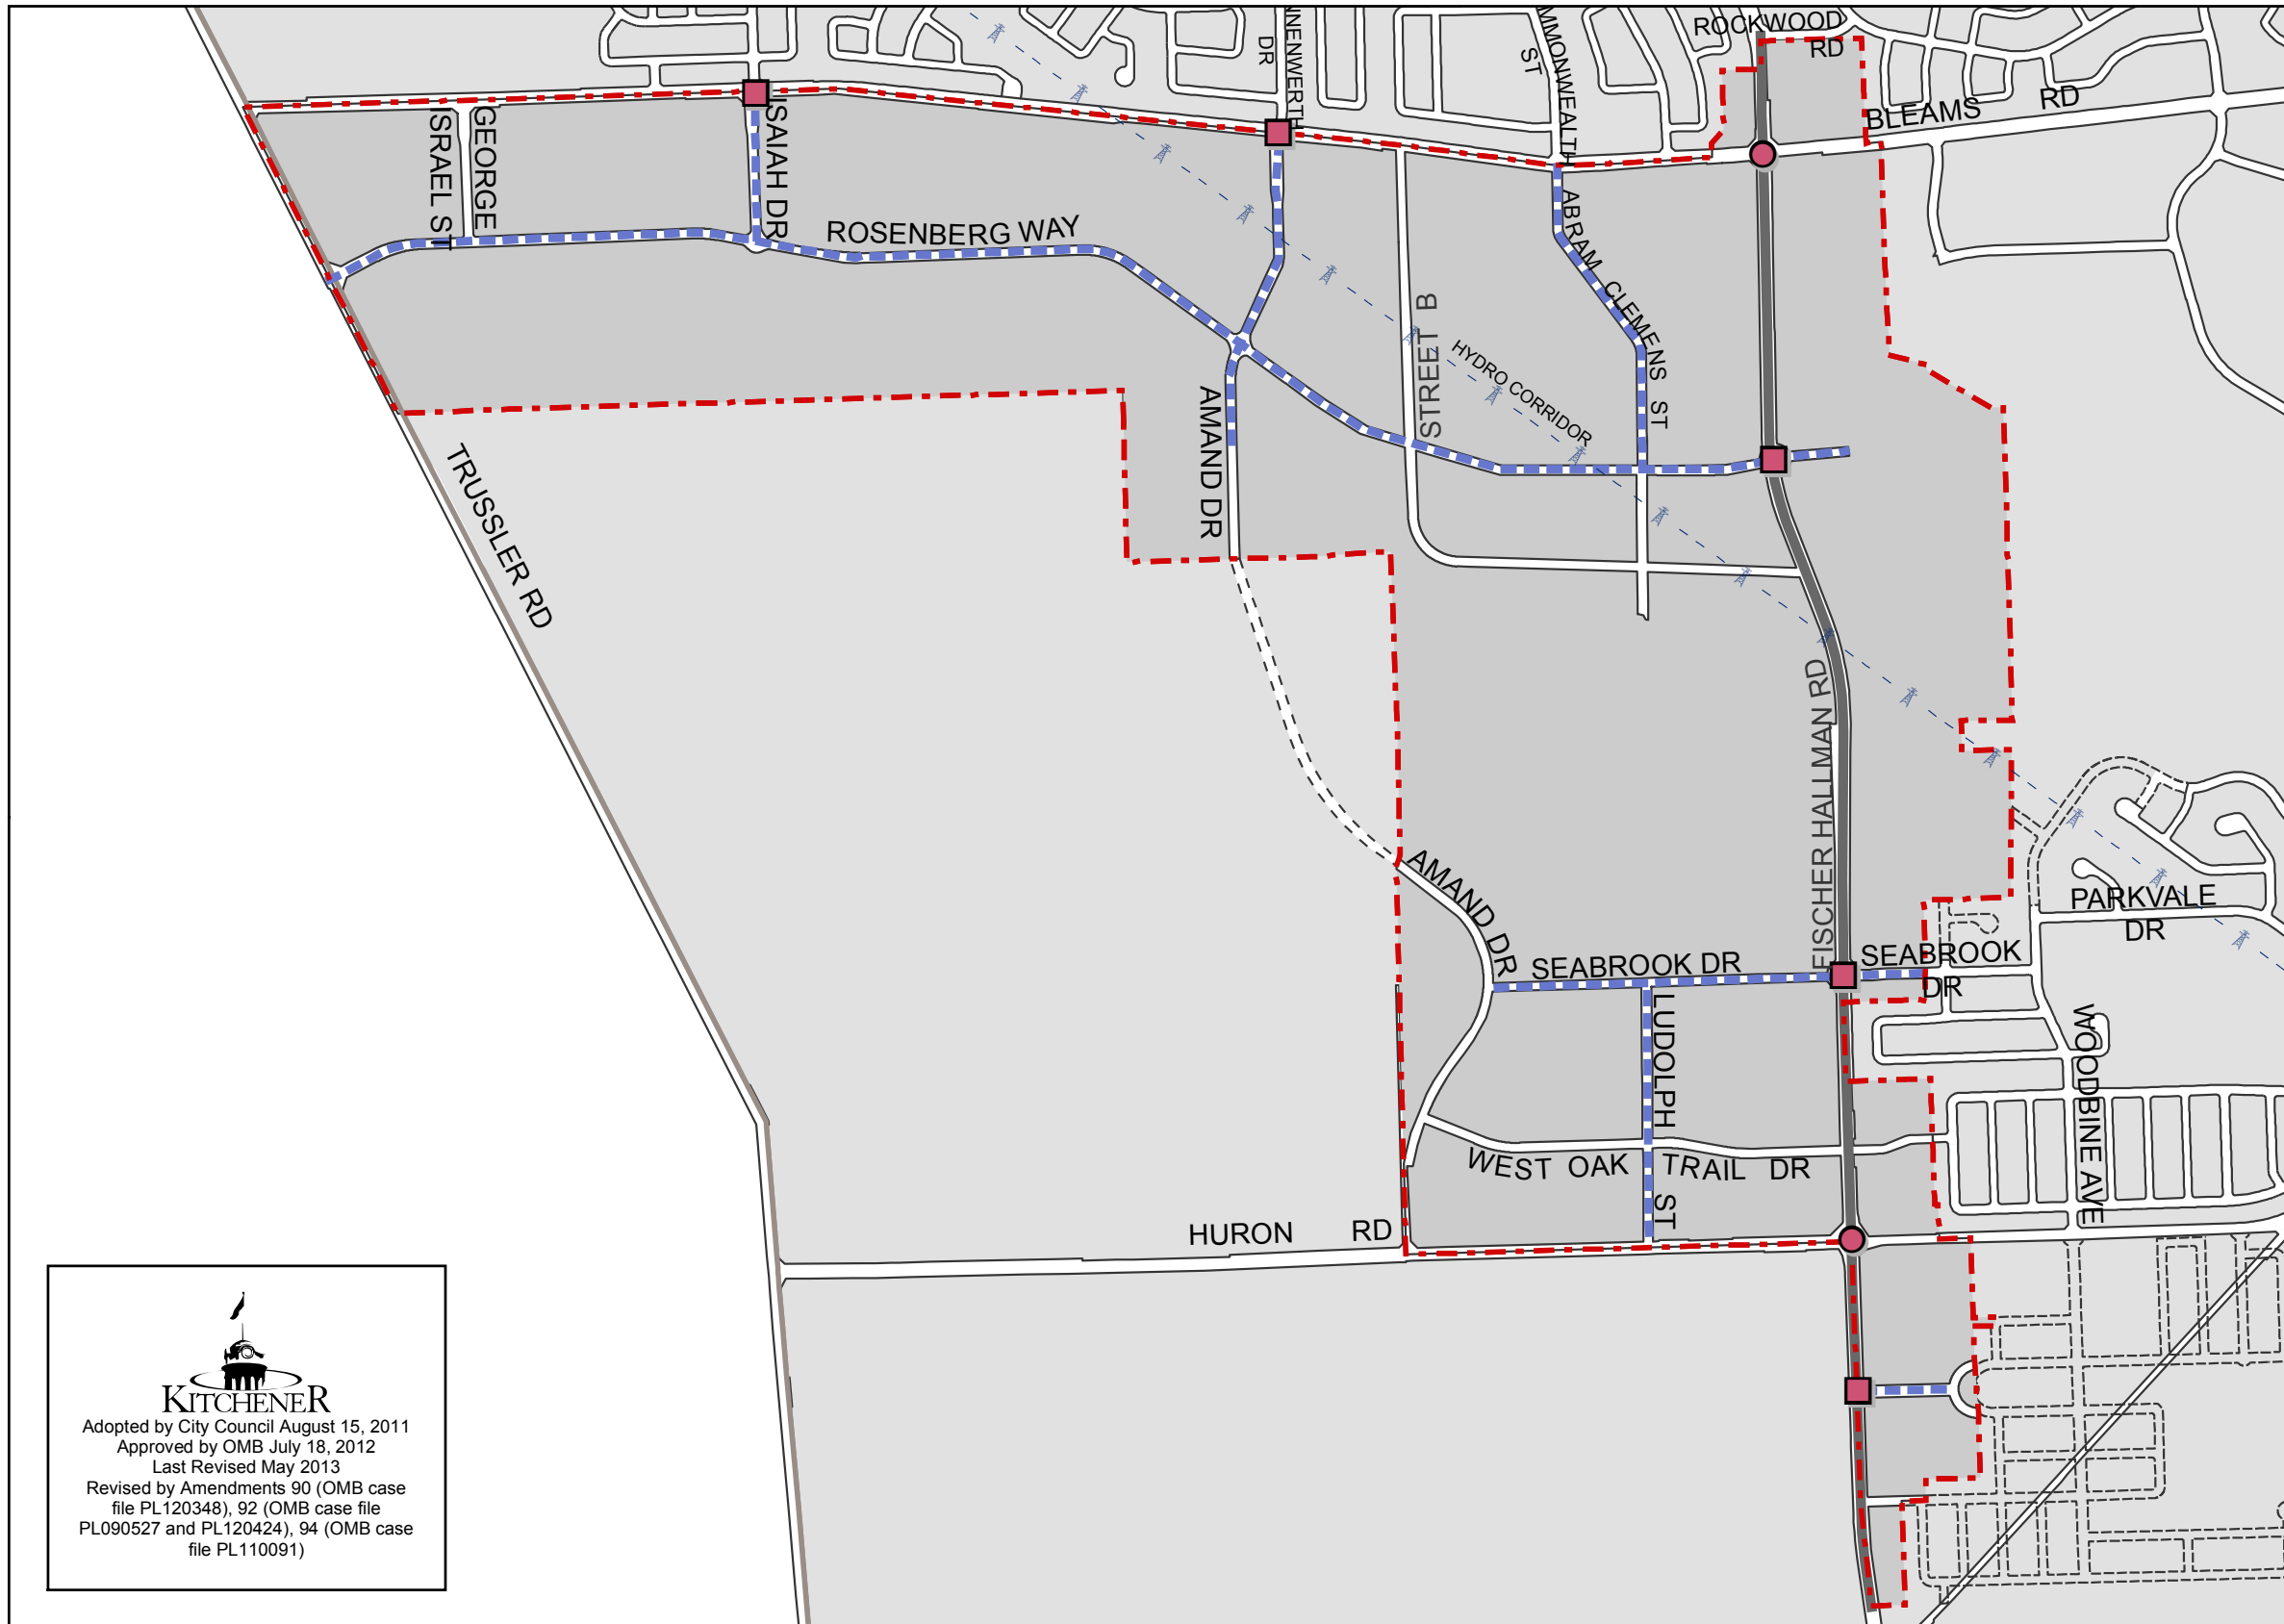 ROCKWOOD
RD
BLEAMS RD
DR
ST
GEORGE
ISRAEL ST
ISAIAH DR
ROSENBERG WAY
ABRAM CLEMENS ST
STREET B
HYDRO CORRIDOR
AMAND DR
TRUSSLER RD
FISCHER HALLMAN RD
AMAND DR
PARKVALE
DR
SEABROOK DR
SEABROOK
DR
LUDOLPH ST
WOODBINE AVE
WEST OAK TRAIL DR
HURON RD
KITCHENER
Adopted by City Council August 15, 2011
Approved by OMB July 18, 2012
Last Revised May 2013
Revised by Amendments 90 (OMB case
file PL120348), 92 (OMB case file
PL090527 and PL120424), 94 (OMB case
file PL110091)